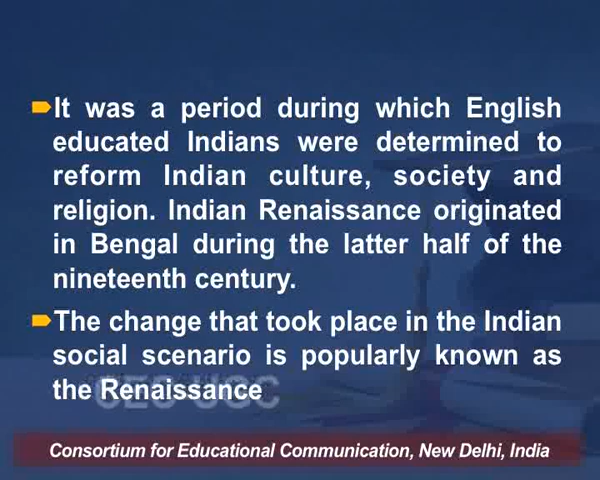 It was a period during which English
educated Indians were determined to
reform Indian culture, society and
religion. Indian Renaissance originated
in Bengal during the latter half of the
nineteenth century.
The change that took place in the Indian
social scenario is popularly known as
the Renaissance
CEC-UGC
Consortium for Educational Communication, New Delhi, India